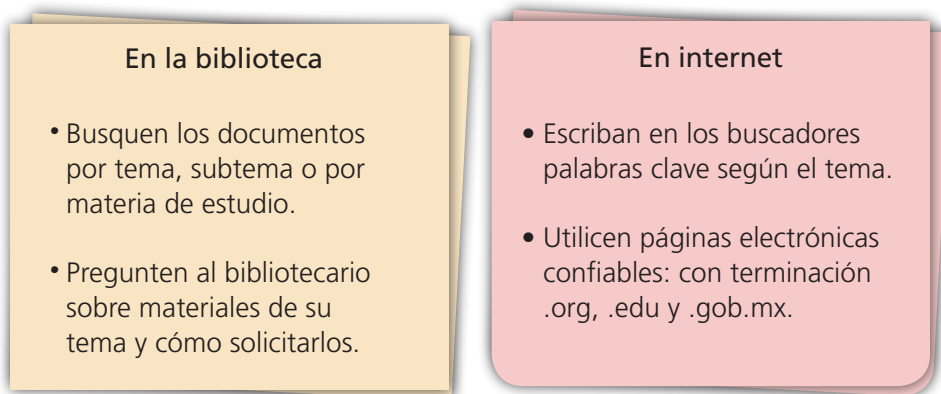 En la biblioteca
• Busquen los documentos
por tema, subtema o por
materia de estudio.
• Pregunten al bibliotecario
sobre materiales de su
tema y cómo solicitarlos.
En internet
• Escriban en los buscadores
palabras clave según el tema.
• Utilicen páginas electrónicas
confiables: con terminación
.org, .edu y .gob.mx.